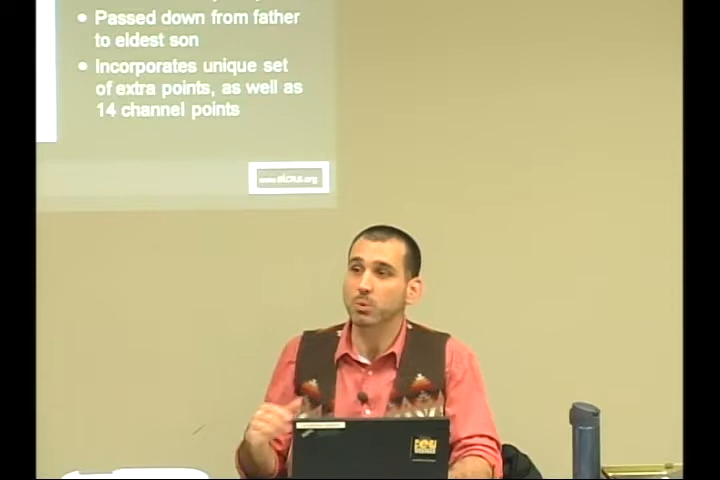 Passed down from father
to eldest son
Incorporates unique set
of extra points, as well as
14 channel points